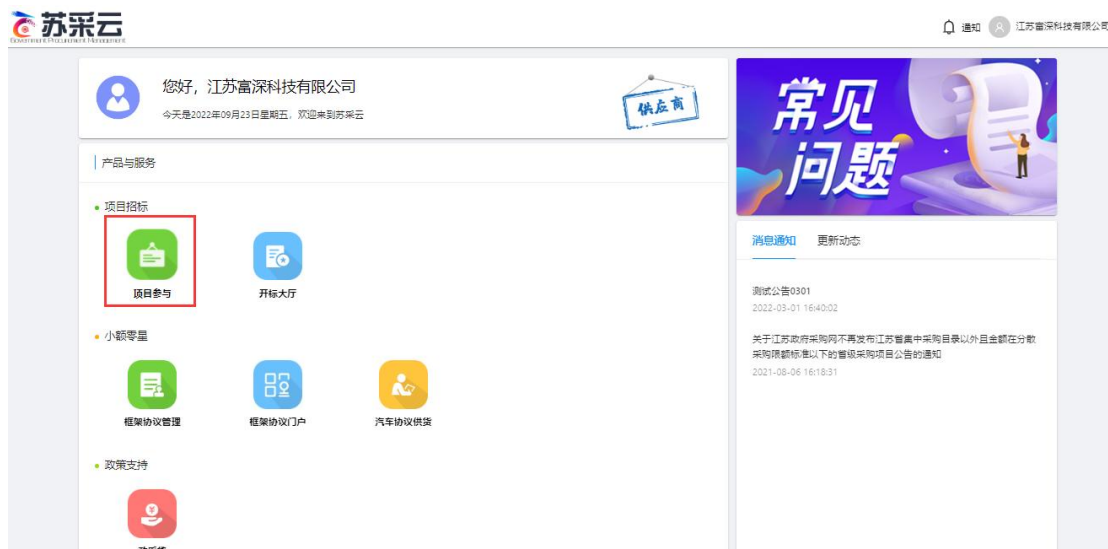 苏采云
Government Procurement Management
通知
江苏富深科技有限公司
您好，江苏富深科技有限公司
今天是2022年09月23日星期五，欢迎来到苏采云
供应商
产品与服务
项目招标
项目参与
开标大厅
小额零星
框架协议管理
框架协议门户
汽车协议供货
政策支持
政采贷
常见
问题
消息通知
更新动态
测试公告0301
2022-03-01 16:40:02
关于江苏政府采购网不再发布江苏省集中采购目录以外且金额在分散
采购限额标准以下的省级采购项目公告的通知
2021-08-06 16:18:31